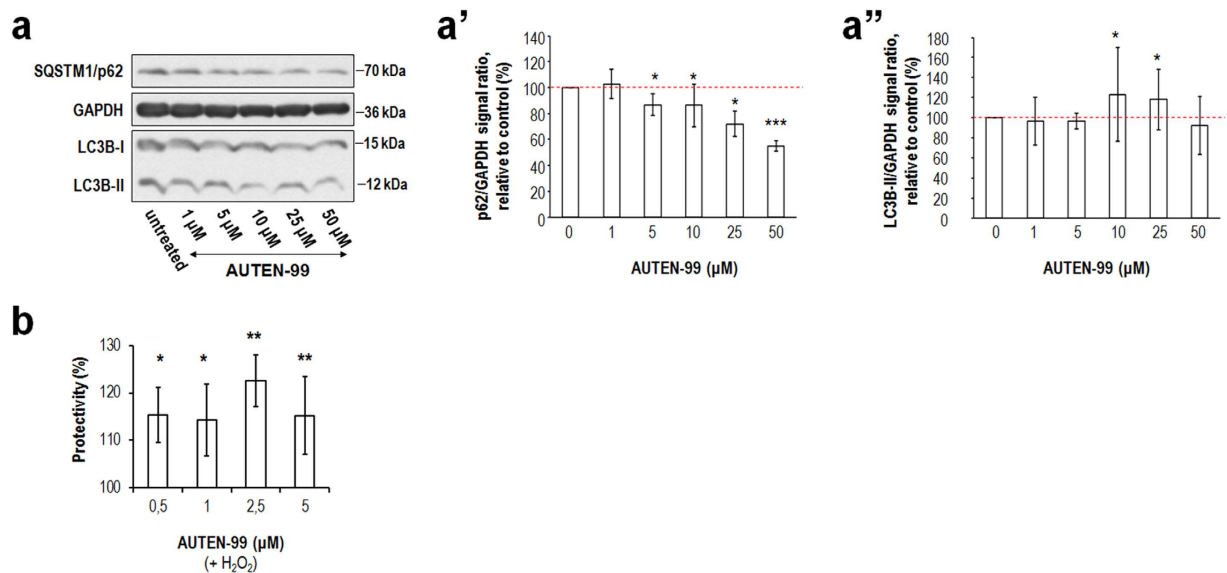 a
SQSTM1/p62
–70 kDa
GAPDH
–36 kDa
LC3B-I
–15 kDa
LC3B-II
–12 kDa
untreated
1 µM
5 µM
10 µM
25 µM
50 µM
AUTEN-99
a’
p62/GAPDH signal ratio,
relative to control (%)
140
120
100
80
60
40
20
0
* * * ***
0 1 5 10 25 50
AUTEN-99 (µM)
a”
LC3B-II/GAPDH signal ratio,
relative to control (%)
180
160
140
120
100
80
60
40
20
0
* *
0 1 5 10 25 50
AUTEN-99 (µM)
b
Protectivity (%)
130
120
110
100
* * ** **
0,5 1 2,5 5
AUTEN-99 (µM)
(+ H₂O₂)